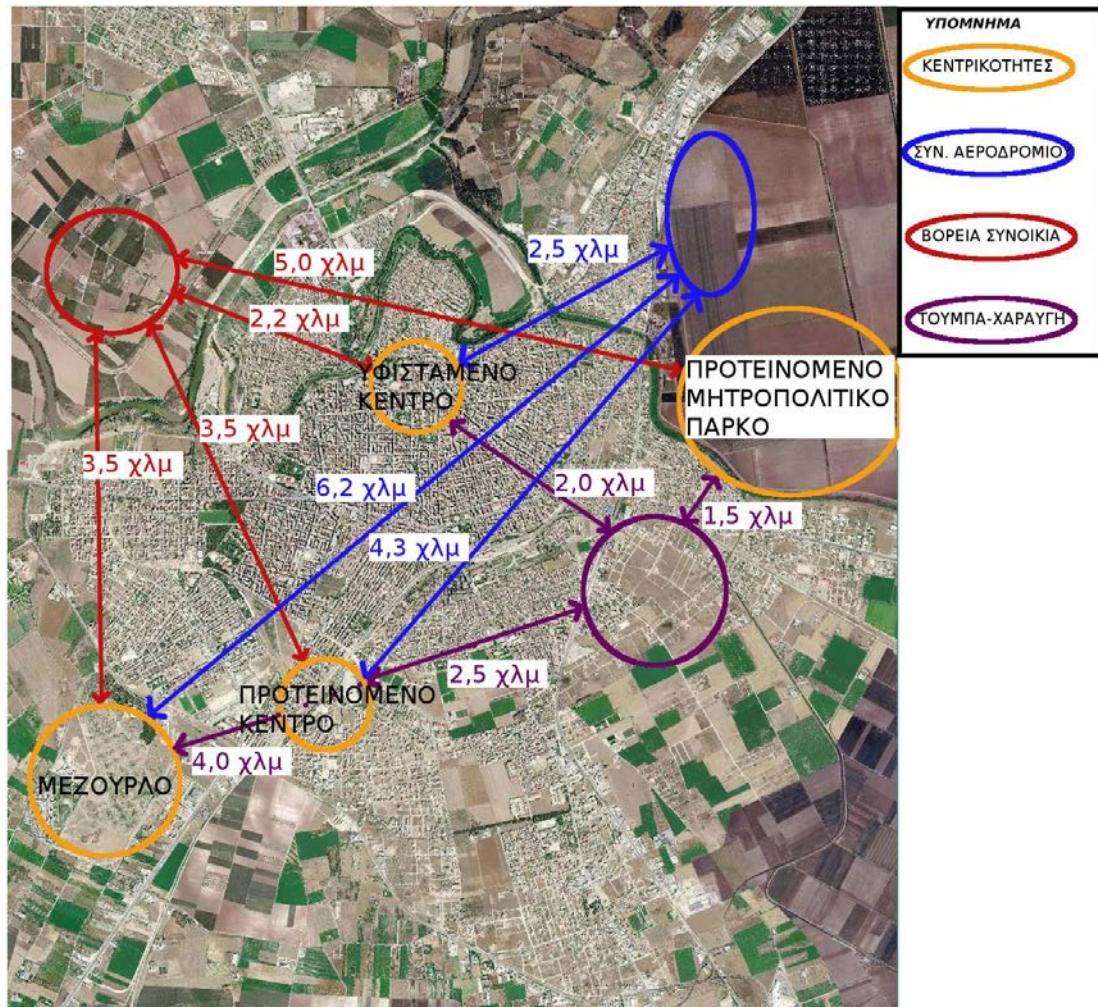 ΥΠΟΜΝΗΜΑ
ΚΕΝΤΡΙΚΟΤΗΤΕΣ
ΣΥΝ. ΑΕΡΟΔΡΟΜΙΟΥ
ΒΟΡΕΙΑ ΣΥΝΟΙΚΙΑ
ΤΟΥΜΠΑ-ΧΑΡΑΥΓΗ
2,5 χλμ
5,0 χλμ
2,2 χλμ
ΥΦΙΣΤΑΜΕΝΟ
ΚΕΝΤΡΟ
ΠΡΟΤΕΙΝΟΜΕΝΟ
ΜΗΤΡΟΠΟΛΙΤΙΚΟ
ΠΑΡΚΟ
3,5 χλμ
3,5 χλμ
6,2 χλμ
2,0 χλμ
1,5 χλμ
4,3 χλμ
2,5 χλμ
ΠΡΟΤΕΙΝΟΜΕΝΟ
ΚΕΝΤΡΟ
4,0 χλμ
ΜΕΖΟΥΡΛΟ